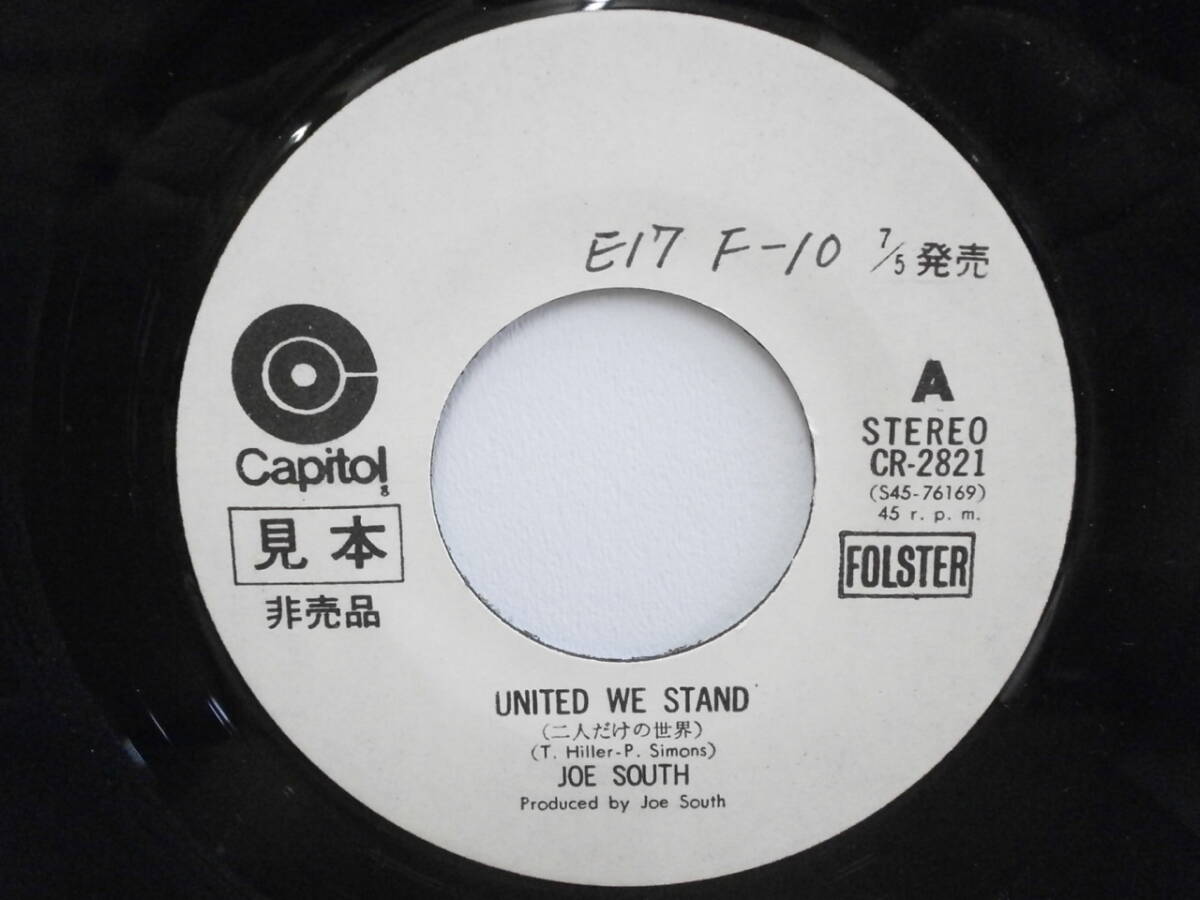 E17 F-10 7/5 発売
Capitol
見本
非売品
A
STEREO
CR-2821
(S45-76169)
45 r. p. m.
FOLSTER
UNITED WE STAND
(二人だけの世界)
(T. Hiller-P. Simons)
JOE SOUTH
Produced by Joe South